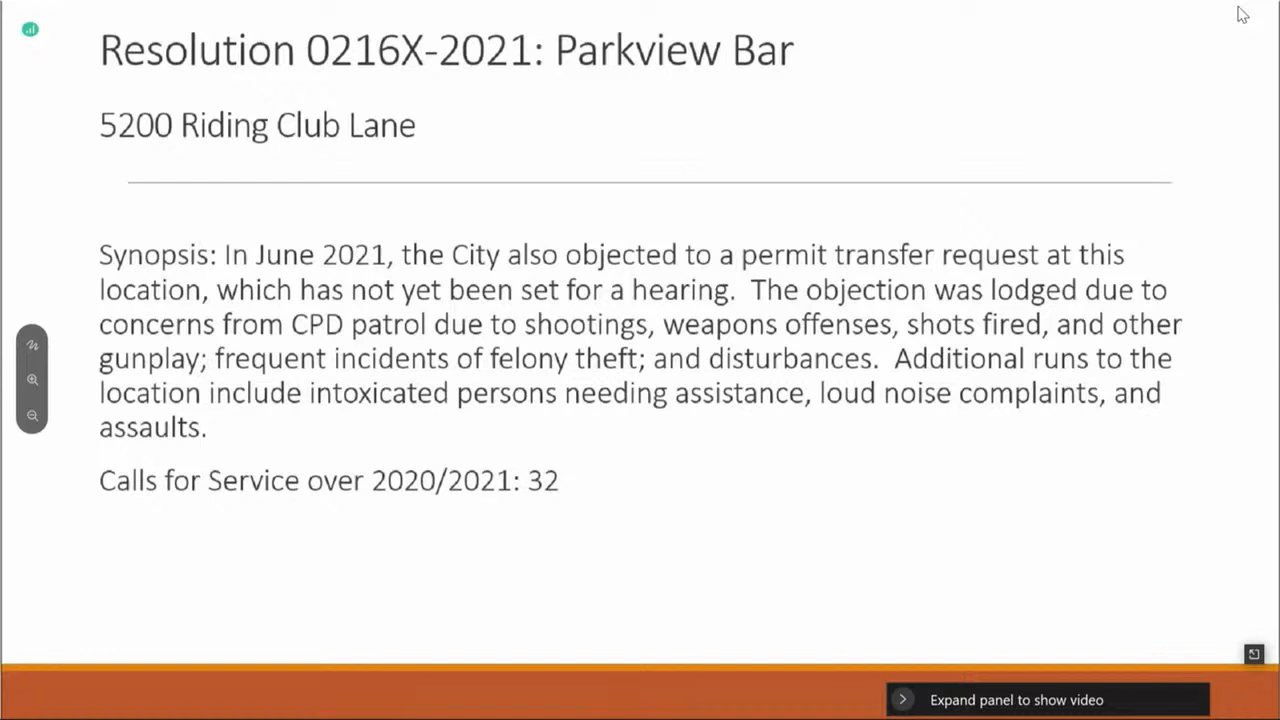 Resolution 0216X-2021: Parkview Bar
5200 Riding Club Lane
Synopsis: In June 2021, the City also objected to a permit transfer request at this
location, which has not yet been set for a hearing.  The objection was lodged due to
concerns from CPD patrol due to shootings, weapons offenses, shots fired, and other
gunplay; frequent incidents of felony theft; and disturbances.  Additional runs to the
location include intoxicated persons needing assistance, loud noise complaints, and
assaults.
Calls for Service over 2020/2021: 32
Expand panel to show video